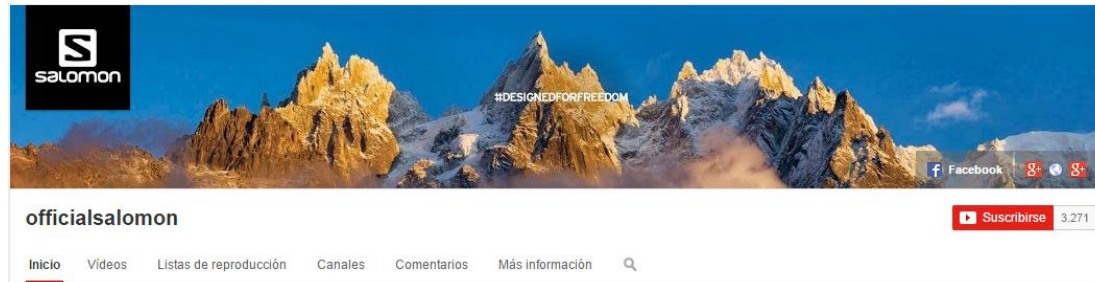 salomon
#DESIGNEDFORFREEDOM
Facebook
officialsalomon
Suscribirse 3.271
Inicio Vídeos Listas de reproducción Canales Comentarios Más información